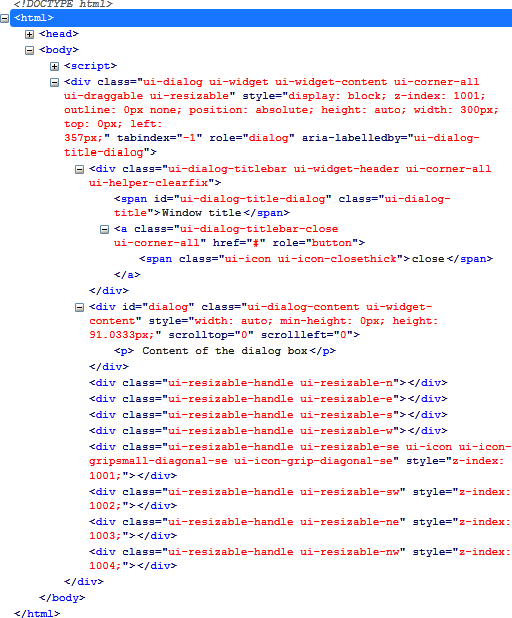 <!DOCTYPE html>
<html>
<head>
<body>
<script>
<div class="ui-dialog ui-widget ui-widget-content ui-corner-all
ui-draggable ui-resizable" style="display: block; z-index: 1001;
outline: 0px none; position: absolute; height: auto; width: 300px;
top: 0px; left:
357px;" tabindex="-1" role="dialog" aria-labelledby="ui-dialog-
title-dialog">
<div class="ui-dialog-titlebar ui-widget-header ui-corner-all
ui-helper-clearfix">
<span id="ui-dialog-title-dialog" class="ui-dialog-
title">Window title</span>
<a class="ui-dialog-titlebar-close
ui-corner-all" href="#" role="button">
<span class="ui-icon ui-icon-closethick">close</span>
</a>
</div>
<div id="dialog" class="ui-dialog-content ui-widget-
content" style="width: auto; min-height: 0px; height:
91.0333px;" scrolltop="0" scrollleft="0">
<p> Content of the dialog box</p>
</div>
<div class="ui-resizable-handle ui-resizable-n"></div>
<div class="ui-resizable-handle ui-resizable-e"></div>
<div class="ui-resizable-handle ui-resizable-s"></div>
<div class="ui-resizable-handle ui-resizable-w"></div>
<div class="ui-resizable-handle ui-resizable-se ui-icon ui-icon-
gripsmall-diagonal-se ui-icon-grip-diagonal-se" style="z-index:
1001;"></div>
<div class="ui-resizable-handle ui-resizable-sw" style="z-index:
1002;"></div>
<div class="ui-resizable-handle ui-resizable-ne" style="z-index:
1003;"></div>
<div class="ui-resizable-handle ui-resizable-nw" style="z-index:
1004;"></div>
</div>
</body>
</html>